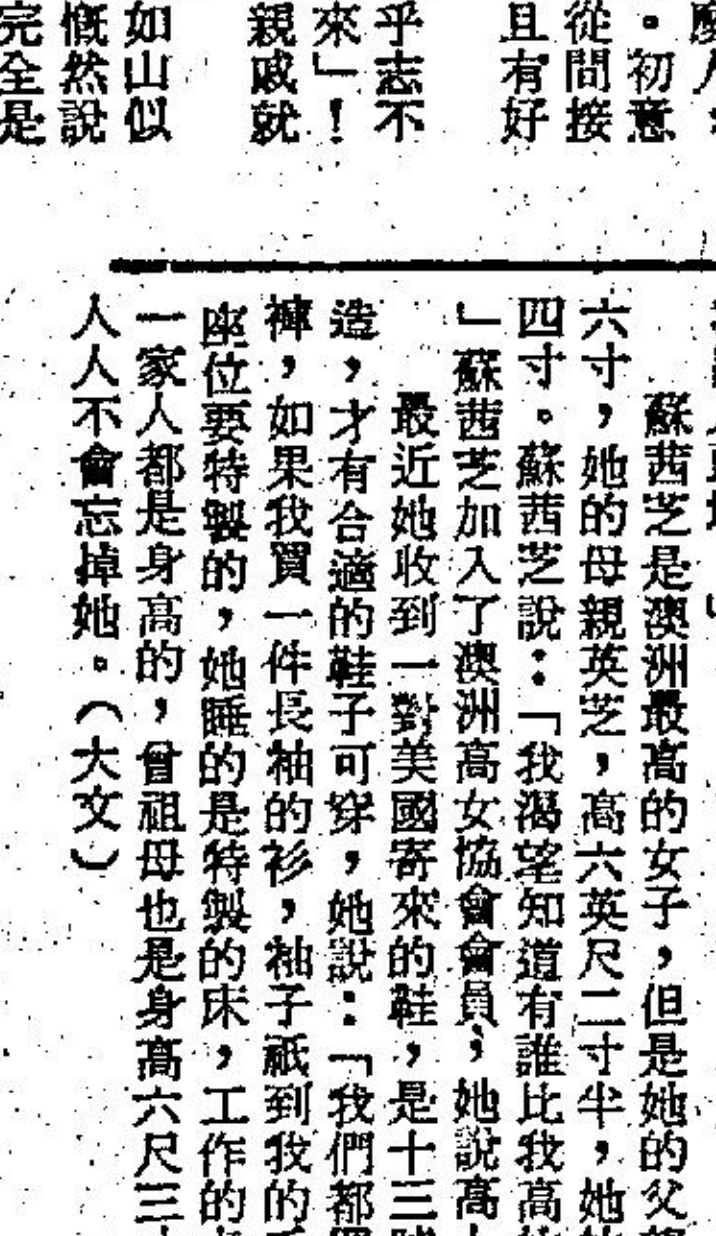 麼
。初意
從間接
且有好
乎志不
來」！
親戚就
如山似
慨然說
完全是
蘇茜芝是澳洲最高的女子，但是她的父
六寸，她的母親英芝，高六英尺二寸半，她
四寸。蘇茜芝說：「我渴望知道有誰比我高
」蘇茜芝加入了澳洲高女協會會員，她說高
最近她收到一對美國寄來的鞋，是十三
造，才有合適的鞋子可穿，她說：「我們都
褲，如果我買一件長袖的衫，袖子祇到我的
座位要特製的，她睡的是特製的床，工作的
一家人都是身高的，曾祖母也是身高六尺三
人人不會忘掉她。（大文）